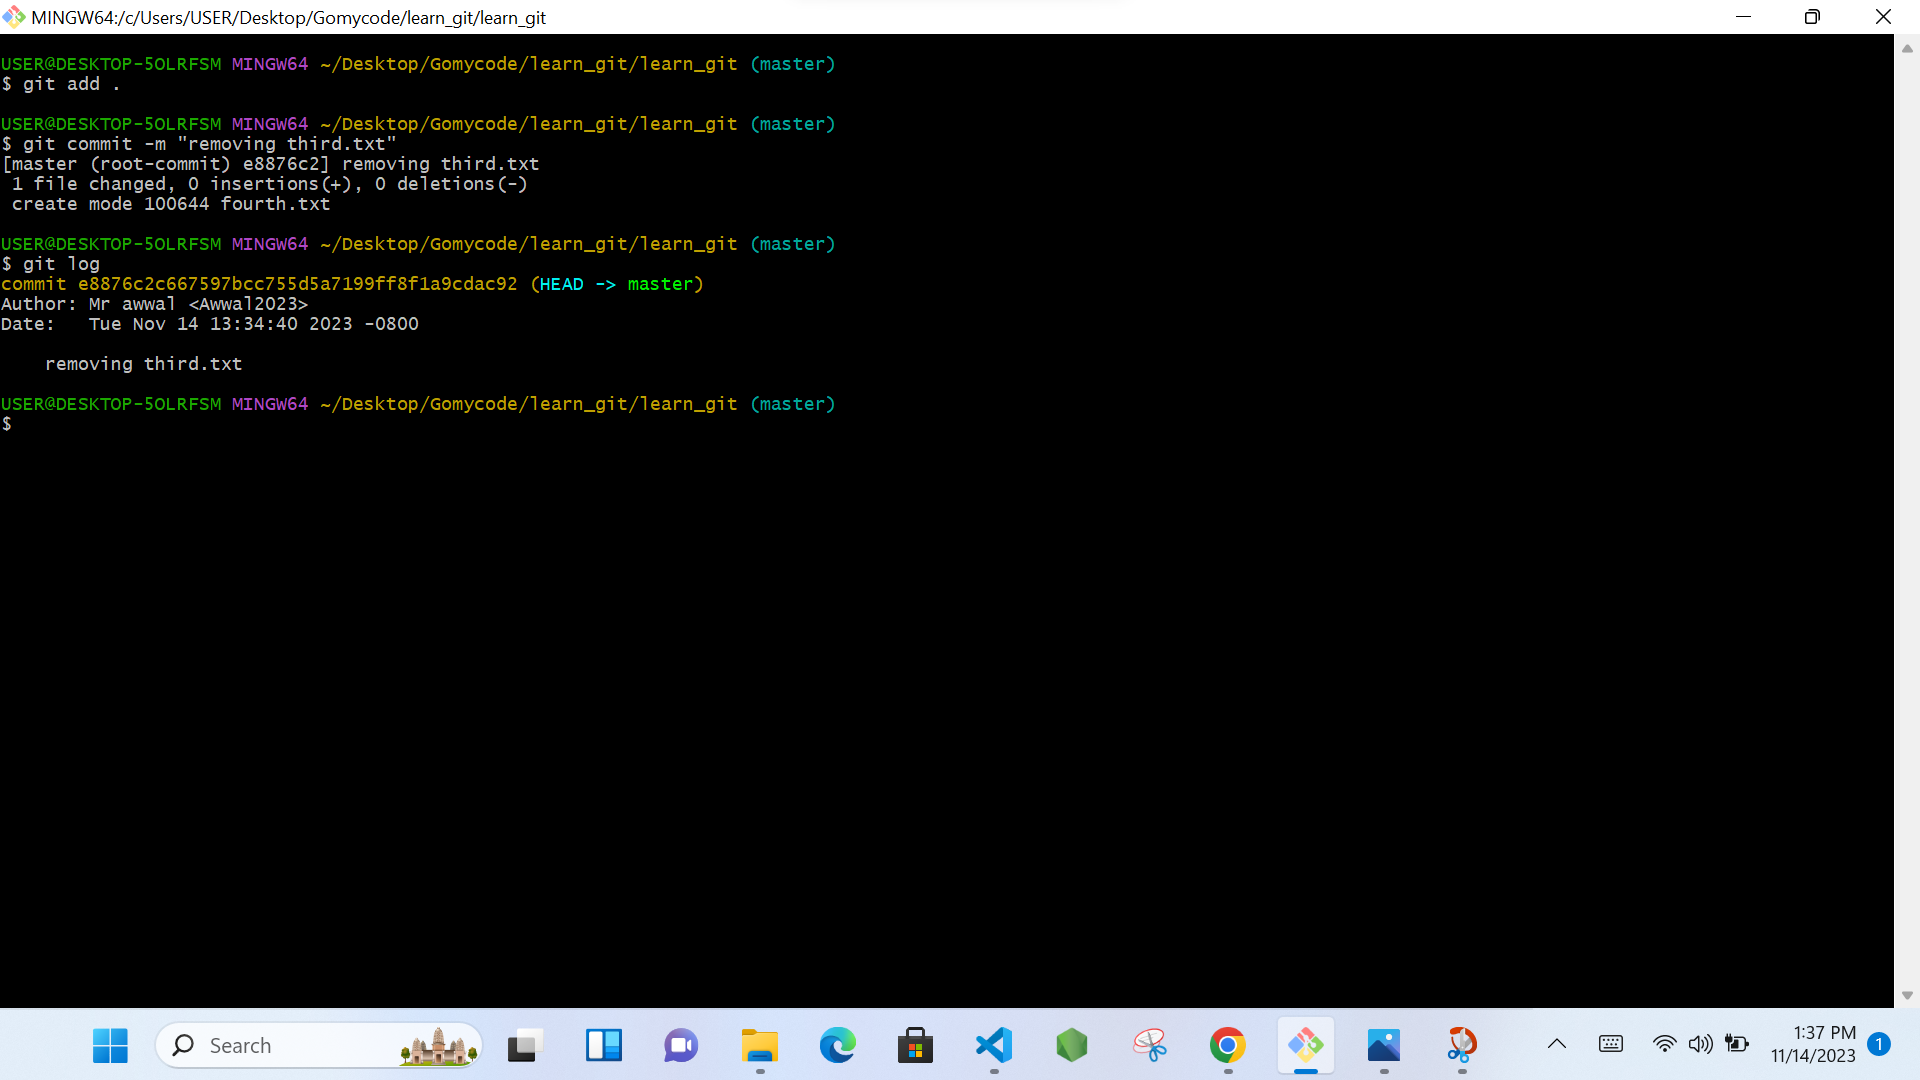 MINGW64:/c/Users/USER/Desktop/Gomycode/learn_git/learn_git
USER@DESKTOP-5OLRFSM MINGW64 ~/Desktop/Gomycode/learn_git/learn_git (master)
$ git add .
USER@DESKTOP-5OLRFSM MINGW64 ~/Desktop/Gomycode/learn_git/learn_git (master)
$ git commit -m "removing third.txt"
[master (root-commit) e8876c2] removing third.txt
 1 file changed, 0 insertions(+), 0 deletions(-)
 create mode 100644 fourth.txt
USER@DESKTOP-5OLRFSM MINGW64 ~/Desktop/Gomycode/learn_git/learn_git (master)
$ git log
commit e8876c2c667597bcc755d5a7199ff8f1a9cdac92 (HEAD -> master)
Author: Mr awwal <Awwal2023>
Date:   Tue Nov 14 13:34:40 2023 -0800
    removing third.txt
USER@DESKTOP-5OLRFSM MINGW64 ~/Desktop/Gomycode/learn_git/learn_git (master)
$
Search
1:37 PM
11/14/2023
1